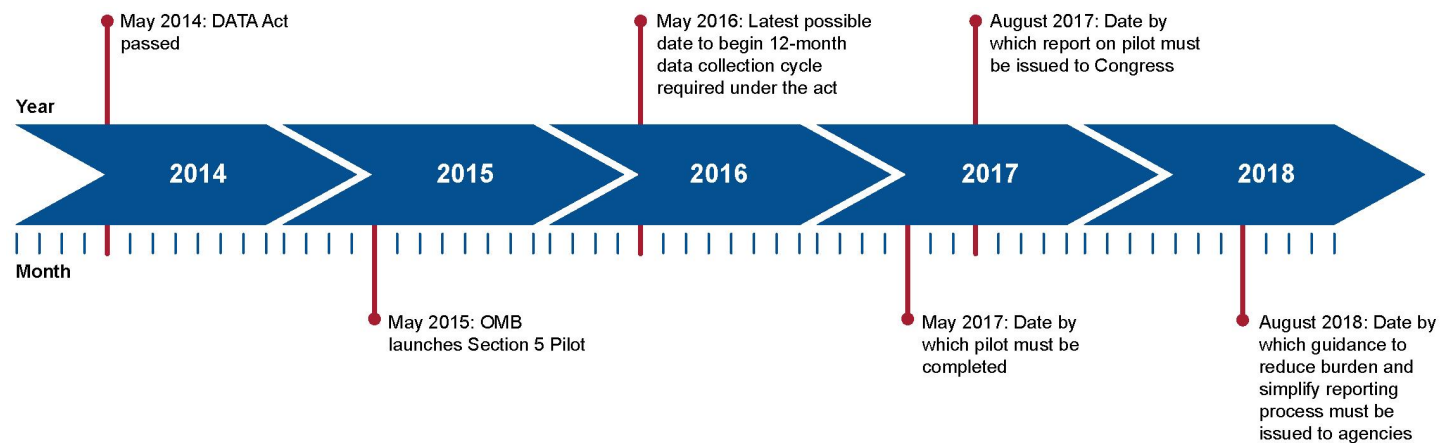 May 2014: DATA Act
passed
May 2016: Latest possible
date to begin 12-month
data collection cycle
required under the act
August 2017: Date by
which report on pilot must
be issued to Congress
Year
2014
2015
2016
2017
2018
Month
May 2015: OMB
launches Section 5 Pilot
May 2017: Date by
which pilot must be
completed
August 2018: Date by
which guidance to
reduce burden and
simplify reporting
process must be
issued to agencies